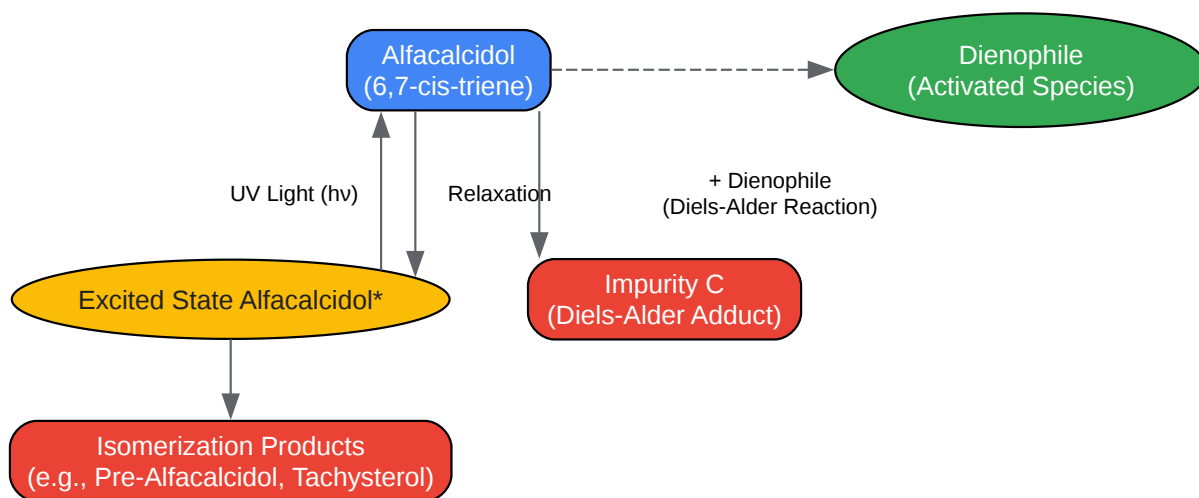 Alfacalcidol
(6,7-cis-triene)
Dienophile
(Activated Species)
UV Light (hν)
Relaxation
+ Dienophile
(Diels-Alder Reaction)
Excited State Alfacalcidol*
Impurity C
(Diels-Alder Adduct)
Isomerization Products
(e.g., Pre-Alfacalcidol, Tachysterol)